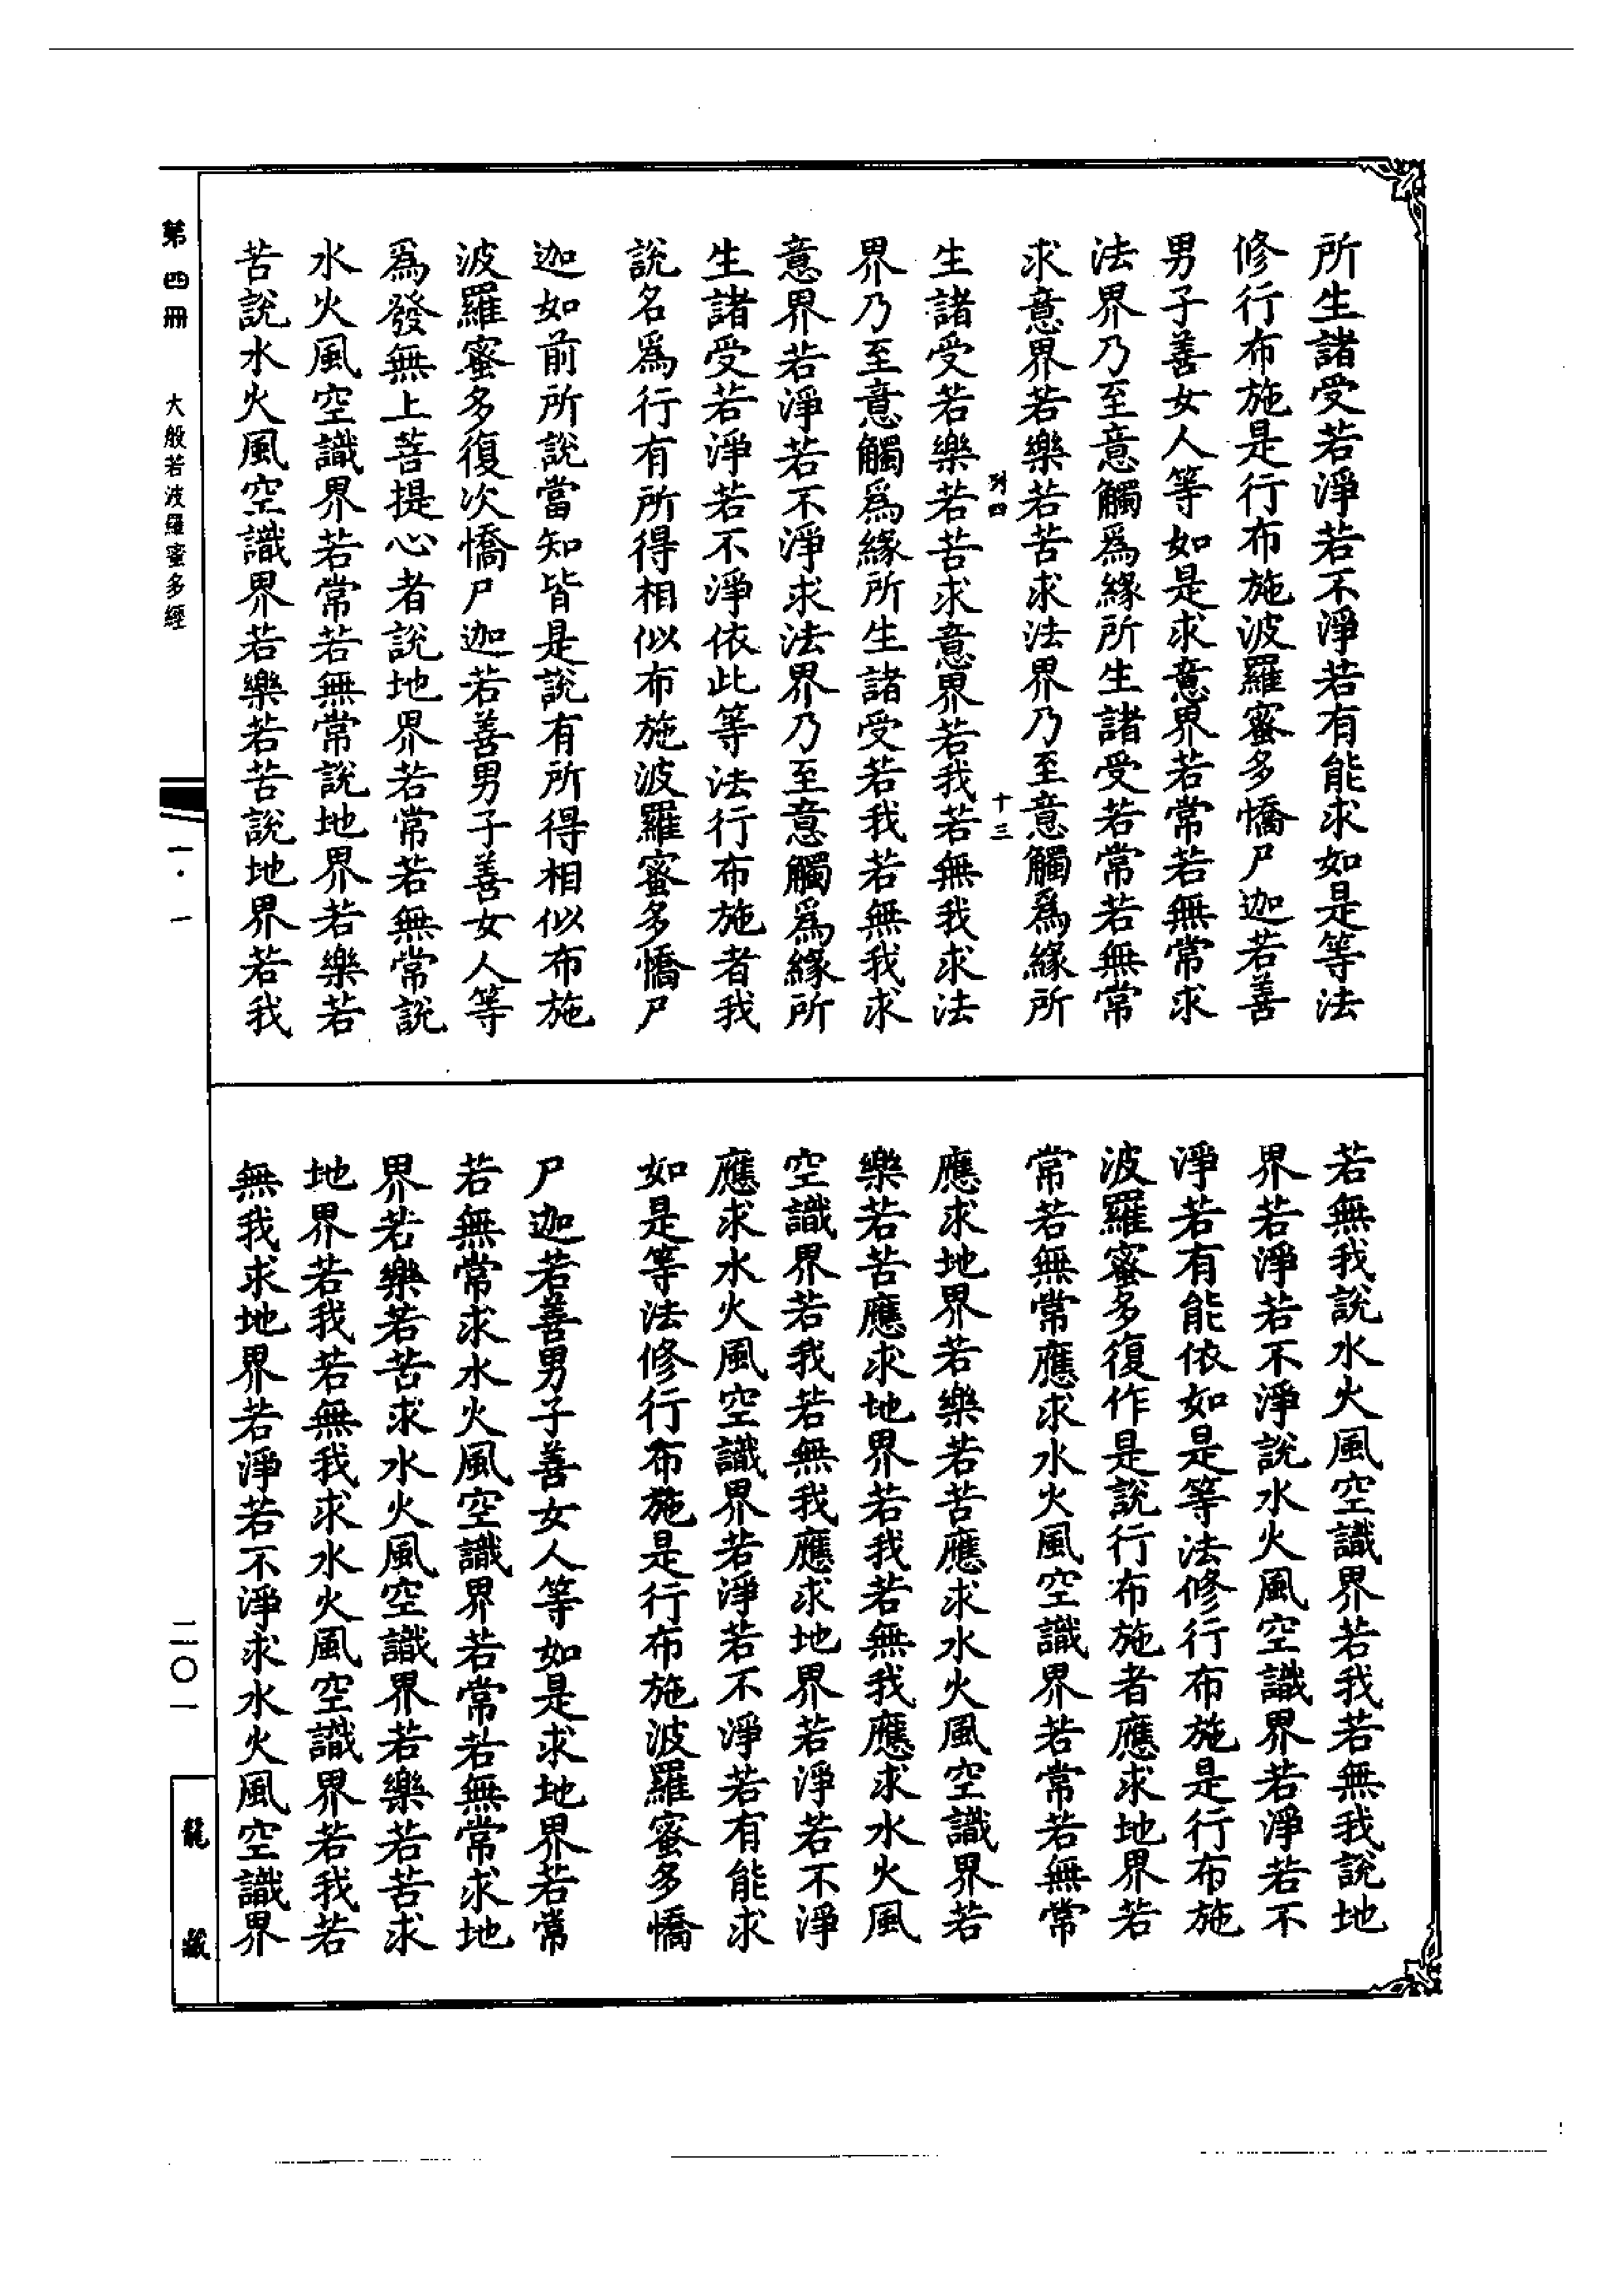 所生諸受若淨若不淨若有能求如是等法
修行布施是行布施波羅蜜多憍尸迦若善
男子善女人等如是求意界若常若無常求
法界乃至意觸爲緣所生諸受若常若無常
求意界若樂若苦求法界乃至意觸爲緣所
列四 十三
生諸受若樂若苦求意界若我若無我求法
界乃至意觸爲緣所生諸受若我若無我求
意界若淨若不淨求法界乃至意觸爲緣所
生諸受若淨若不淨依此等法行布施者我
說名爲行有所得相似布施波羅蜜多憍尸
迦如前所說當知皆是說有所得相似布施
波羅蜜多復次憍尸迦若善男子善女人等
爲發無上菩提心者說地界若常若無常說
水火風空識界若常若無常說地界若樂若
苦說水火風空識界若樂若苦說地界若我
若無我說水火風空識界若我若無我說地
界若淨若不淨說水火風空識界若淨若不
淨若有能依如是等法修行布施是行布施
波羅蜜多復作是說行布施者應求地界若
常若無常應求水火風空識界若常若無常
應求地界若樂若苦應求水火風空識界若
樂若苦應求地界若我若無我應求水火風
空識界若我若無我應求地界若淨若不淨
應求水火風空識界若淨若不淨若有能求
如是等法修行布施是行布施波羅蜜多憍
尸迦若善男子善女人等如是求地界若常
若無常求水火風空識界若常若無常求地
界若樂若苦求水火風空識界若樂若苦求
地界若我若無我求水火風空識界若我若
無我求地界若淨若不淨求水火風空識界
第四冊 大般若波羅蜜多經 一·一 二〇一
龍藏